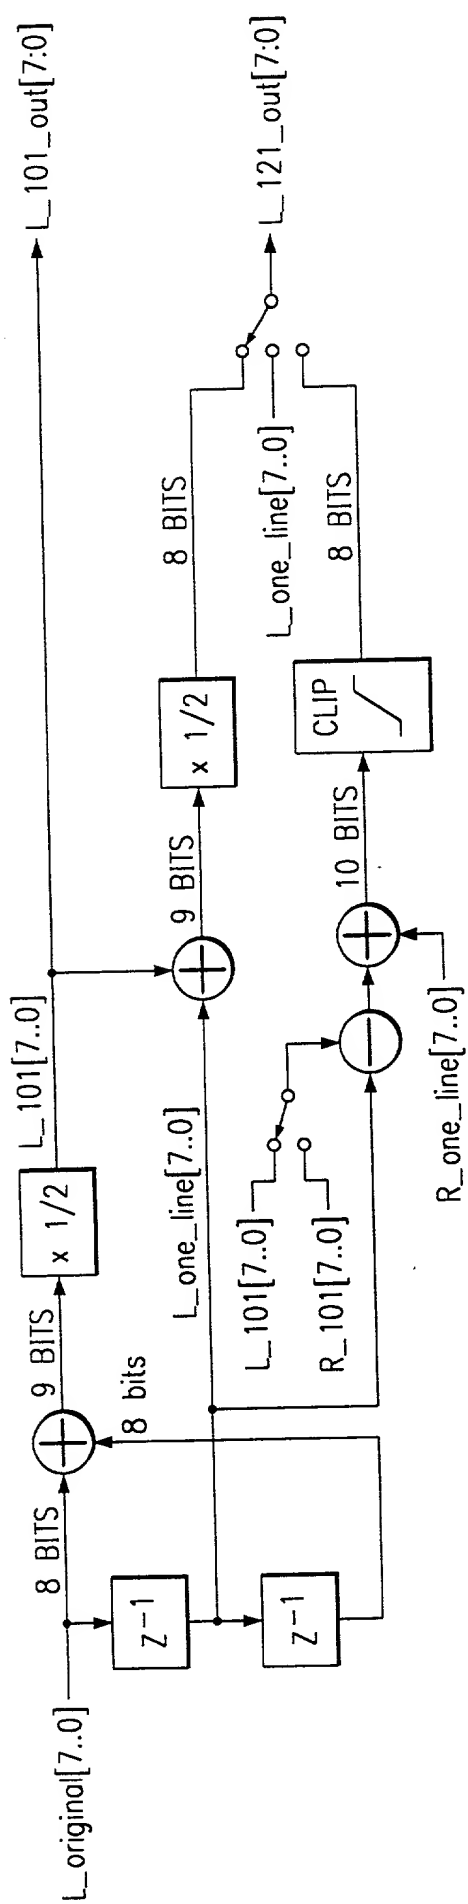 L_original[7..0]
8 BITS
Z-1
Z-1
8 bits
9 BITS
x 1/2
L_101[7..0]
L_101_out[7:0]
L_one_line[7..0]
9 BITS
x 1/2
8 BITS
L_one_line[7..0]
L_121_out[7:0]
L_101[7..0]
R_101[7..0]
R_one_line[7..0]
10 BITS
CLIP
8 BITS